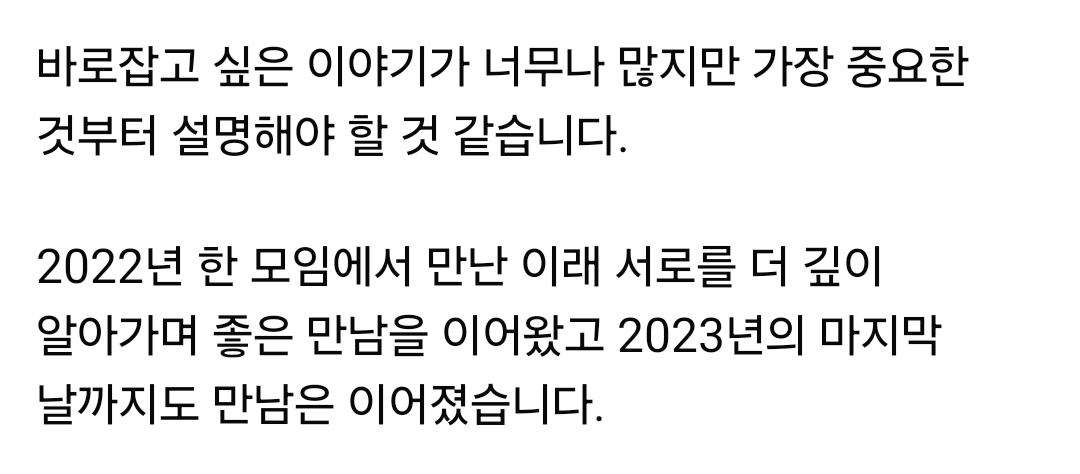 바로잡고 싶은 이야기가 너무나 많지만 가장 중요한
것부터 설명해야 할 것 같습니다.
2022년 한 모임에서 만난 이래 서로를 더 깊이
알아가며 좋은 만남을 이어왔고 2023년의 마지막
날까지도 만남은 이어졌습니다.